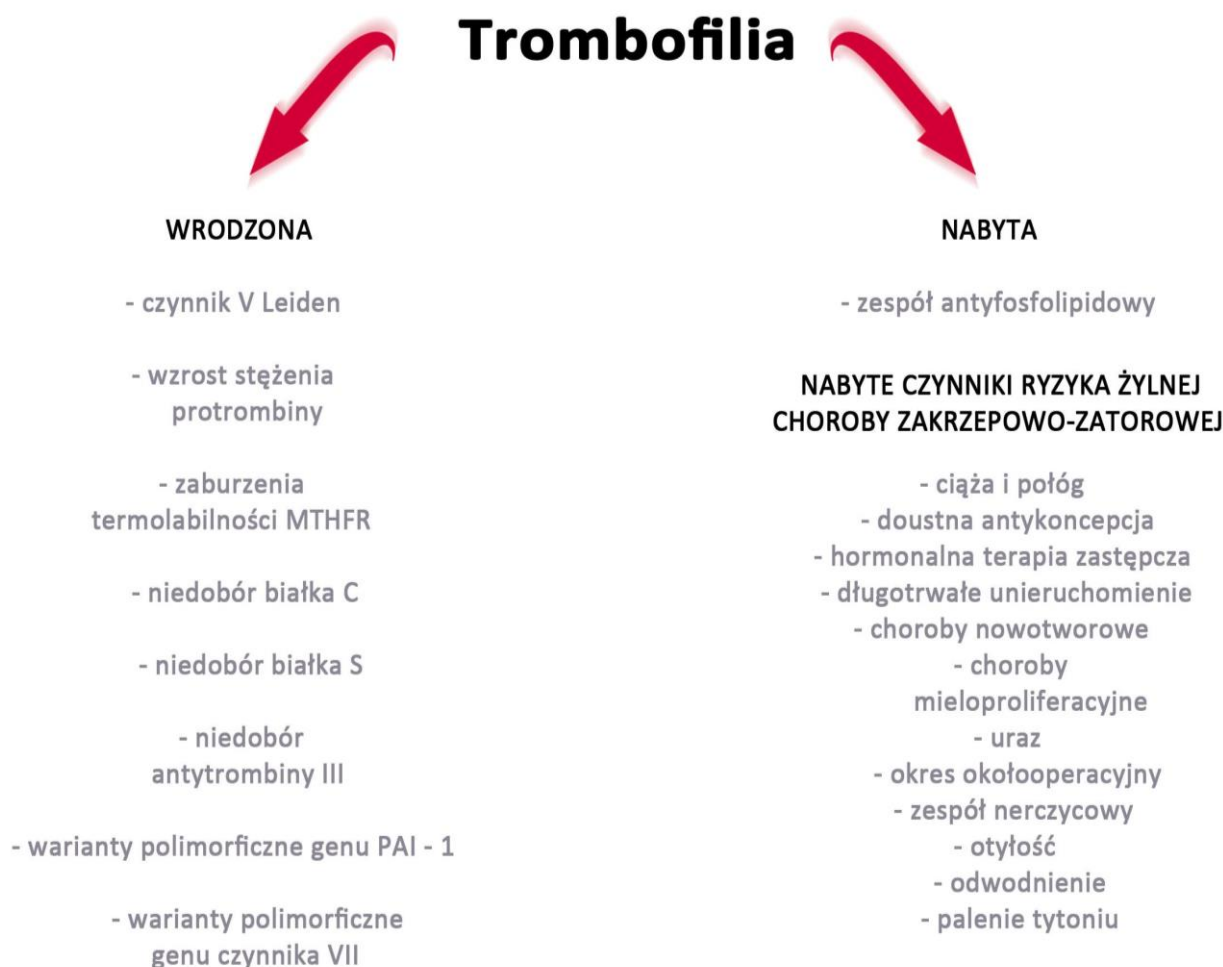 Trombofilia
WRODZONA
- czynnik V Leiden
- wzrost stężenia
protrombiny
- zaburzenia
termolabilności MTHFR
- niedobór białka C
- niedobór białka S
- niedobór
antytrombiny III
- warianty polimorficzne genu PAI - 1
- warianty polimorficzne
genu czynnika VII
NABYTA
- zespół antyfosfolipidowy
NABYTE CZYNNIKI RYZYKA ŻYLNEJ
CHOROBY ZAKRZEPOWO-ZATOROWEJ
- ciąża i połóg
- doustna antykoncepcja
- hormonalna terapia zastępcza
- długotrwałe unieruchomienie
- choroby nowotworowe
- choroby
mieloproliferacyjne
- uraz
- okres okołooperacyjny
- zespół nerczycowy
- otyłość
- odwodnienie
- palenie tytoniu